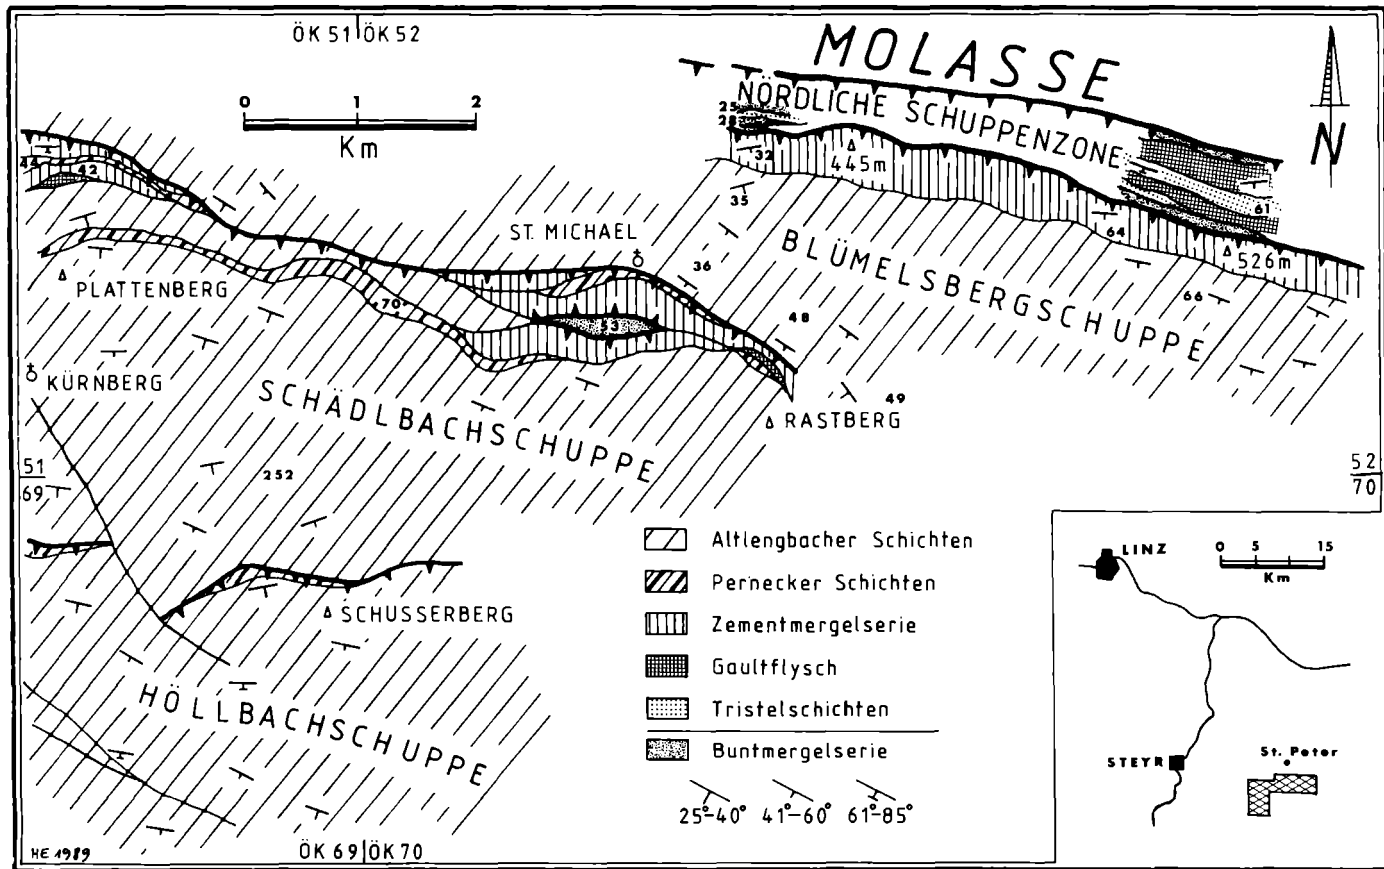 ÖK 51 ÖK 52
MOLASSE
NÖRDLICHE SCHUPPENZONE
N
0 1 2
Km
25
28
32
445m
44
42
35
61
64
526m
ST. MICHAEL
36
BLÜMELSBERGSCHUPPE
66
PLATTENBERG
70
48
KÜRNBERG
49
SCHÄDLBACHSCHUPPE
RASTBERG
51
69
252
52
70
SCHUSSERBERG
HÖLLBACHSCHUPPE
Altlengbacher Schichten
Pernecker Schichten
Zementmergelserie
Gaultflysch
Tristelschichten
Buntmergelserie
25°-40° 41°-60° 61°-85°
LINZ
0 5 15
Km
STEYR
St. Peter
HE 1989
ÖK 69 ÖK 70